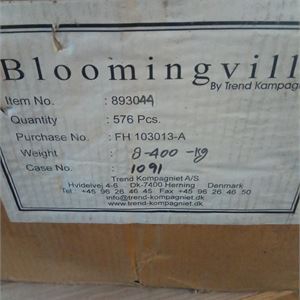 Bloomingvill
By Trend Kompagn
Item No. : 893044
Quantity : 576 Pcs.
Purchase No. : FH 103013-A
Weight : 8-400-kg
Case No. : 1091
Trend Kompagniet A/S
Hvidelvej 4-6 Dk-7400 Herning Denmark
Tel +45 96 26 46 45 Fax +45 96 26 46 50
info@trend-kompagniet.dk
www.trend-kompagniet.dk